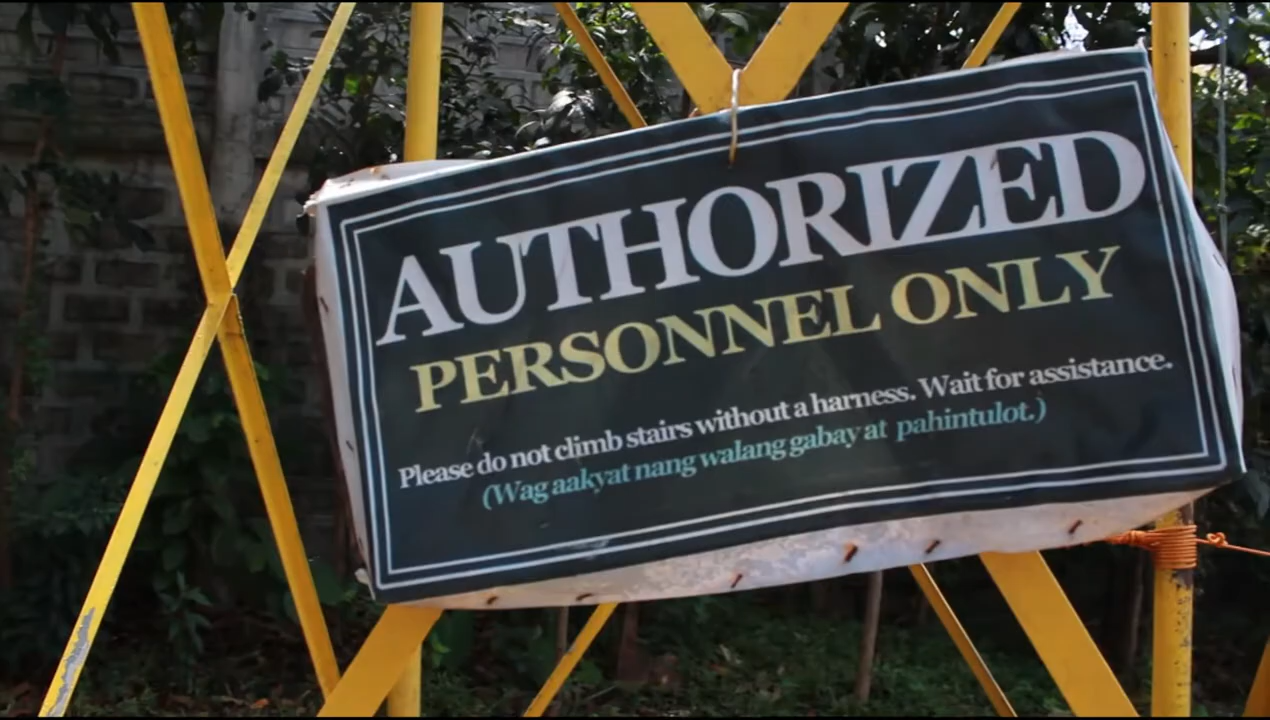 AUTHORIZED
PERSONNEL ONLY
Please do not climb stairs without a harness. Wait for assistance.
(Wag aakyat nang walang gabay at pahintulot.)